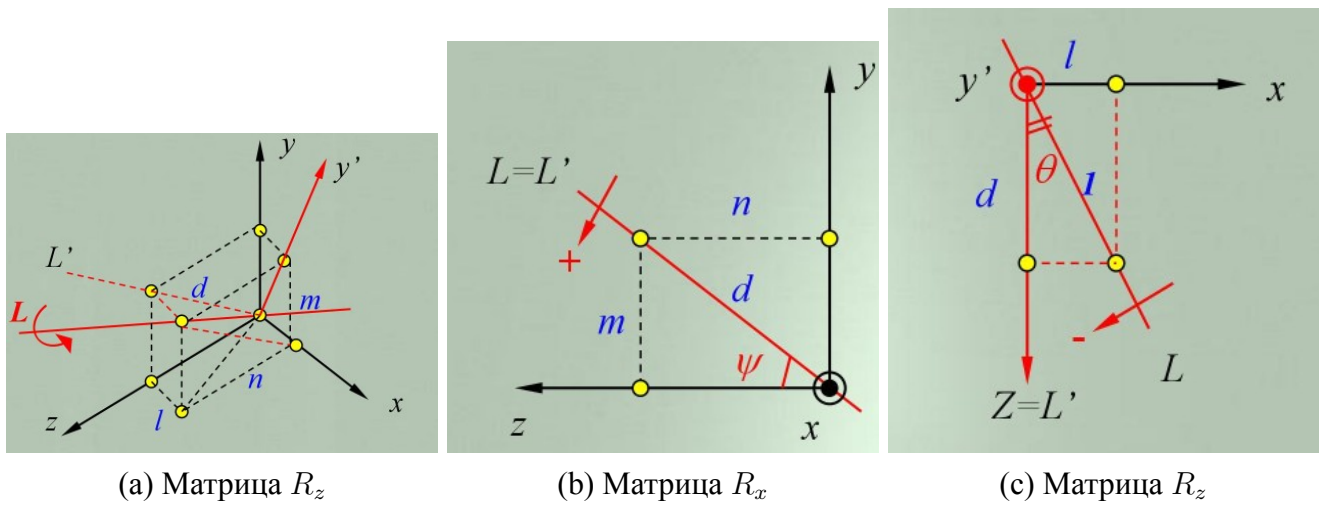 y
y'
L'
d
m
L
n
z
l
x
(a) Матрица R_z
y
L=L'
n
+
d
m
ψ
z
x
(b) Матрица R_x
l
y'
x
θ
1
d
-
L
Z=L'
(c) Матрица R_z